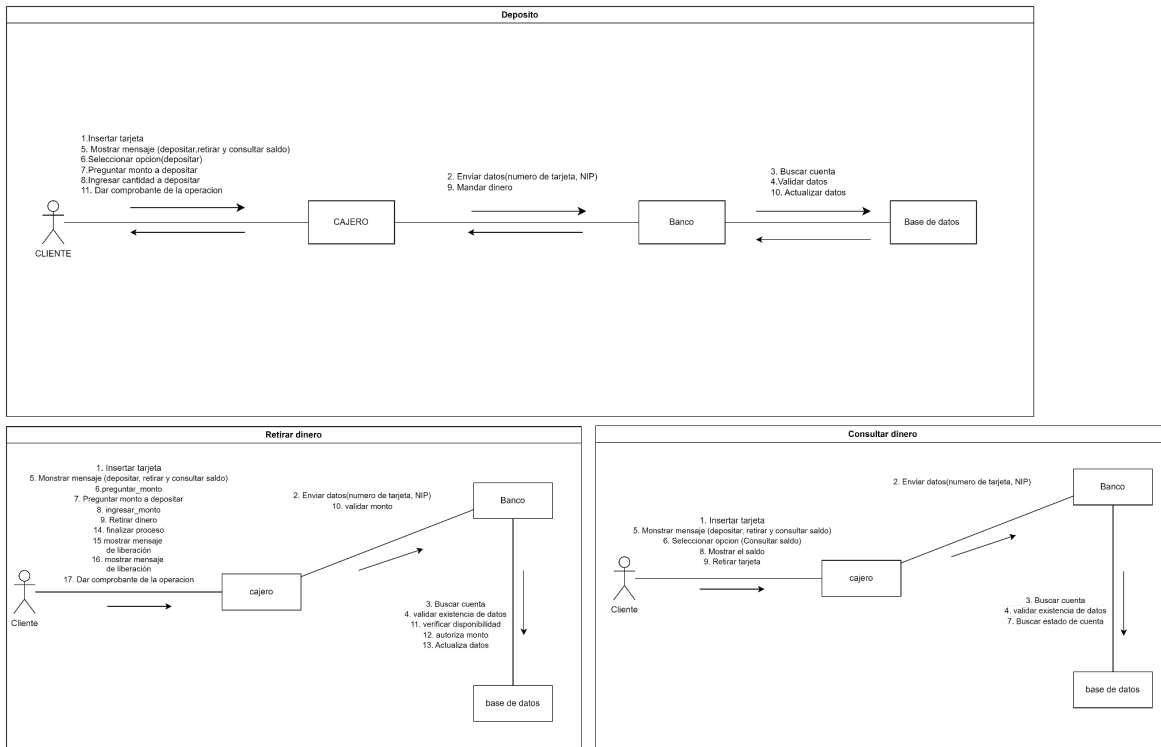 Deposito
1.Insertar tarjeta
5. Mostrar mensaje (depositar,retirar y consultar saldo)
6.Seleccionar opcion(depositar)
7.Preguntar monto a depositar
8.Ingresar cantidad a depositar
11. Dar comprobante de la operacion
2. Enviar datos(numero de tarjeta, NIP)
9. Mandar dinero
3. Buscar cuenta
4.Validar datos
10. Actualizar datos
CLIENTE
CAJERO
Banco
Base de datos
Retirar dinero
1. Insertar tarjeta
5. Monstrar mensaje (depositar, retirar y consultar saldo)
6.preguntar_monto
7. Preguntar monto a depositar
8. ingresar_monto
9. Retirar dinero
14. finalizar proceso
15 mostrar mensaje
de liberación
16. mostrar mensaje
de liberación
17. Dar comprobante de la operacion
2. Enviar datos(numero de tarjeta, NIP)
10. validar monto
Banco
Cliente
cajero
3. Buscar cuenta
4. validar existencia de datos
11. verificar disponibilidad
12. autoriza monto
13. Actualiza datos
base de datos
Consultar dinero
2. Enviar datos(numero de tarjeta, NIP)
Banco
1. Insertar tarjeta
5. Monstrar mensaje (depositar, retirar y consultar saldo)
6. Seleccionar opcion (Consultar saldo)
8. Mostrar el saldo
9. Retirar tarjeta
Cliente
cajero
3. Buscar cuenta
4. validar existencia de datos
7. Buscar estado de cuenta
base de datos